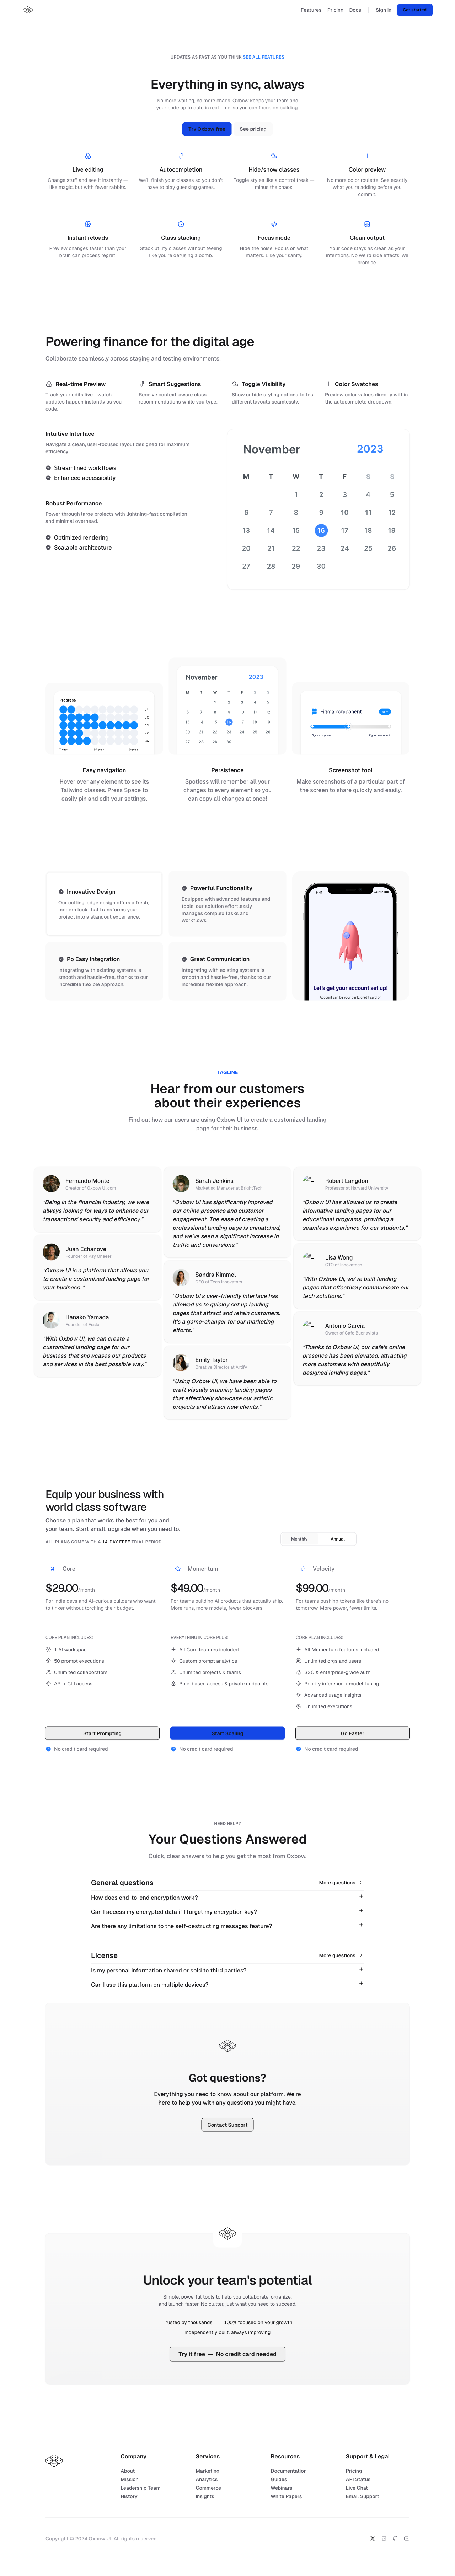 Features Pricing Docs Sign in Get started
UPDATES AS FAST AS YOU THINK SEE ALL FEATURES
Everything in sync, always
No more waiting, no more chaos. Oxbow keeps your team and
your code up to date in real time, so you can focus on building.
Try Oxbow Free See pricing
Live editing
Change stuff and see it instantly —
like magic, but with fewer rabbits.
Autocompletion
We'll finish your classes so you don't
have to play guessing games.
Hide/show classes
Toggle styles like a control freak —
minus the chaos.
Color preview
No more color roulette. See exactly
what you're adding before you
commit.
Instant reloads
Preview changes faster than your
brain can process regret.
Class stacking
Stack utility classes without feeling
like you're defusing a bomb.
Focus mode
Hide the noise. Focus on what
matters. Like your sanity.
Clean output
Your code stays as clean as your
intentions. No weird side effects, we
promise.
Powering finance for the digital age
Collaborate seamlessly across staging and testing environments.
Real-time Preview
Track your edits live—watch
updates happen instantly as you
code.
Smart Suggestions
Receive context-aware class
recommendations while you type.
Toggle Visibility
Show or hide styling options to test
different layouts seamlessly.
Color Swatches
Preview color values directly within
the autocomplete dropdown.
Intuitive Interface
Navigate a clean, user-focused layout designed for maximum
efficiency.
Streamlined workflows
Enhanced accessibility
Robust Performance
Power through large projects with lightning-fast compilation
and minimal overhead.
Optimized rendering
Scalable architecture
November 2023
M T W T F S S
1 2 3 4 5
6 7 8 9 10 11 12
13 14 15 16 17 18 19
20 21 22 23 24 25 26
27 28 29 30
Progress
Easy navigation
Hover over any element to see its
Tailwind classes. Press Space to
easily pin and edit your settings.
November 2023
M T W T F S S
1 2 3 4 5
6 7 8 9 10 11 12
13 14 15 16 17 18 19
20 21 22 23 24 25 26
27 28 29 30
Persistence
Spotless will remember all your
changes to every element so you
can copy all changes at once!
Figma component
Figma component Figma component
Screenshot tool
Make screenshots of a particular part of
the screen to share quickly and easily.
Innovative Design
Our cutting-edge design offers a fresh,
modern look that transforms your
project into a standout experience.
Powerful Functionality
Equipped with advanced features and
tools, our solution effortlessly
manages complex tasks and
workflows.
Po Easy Integration
Integrating with existing systems is
smooth and hassle-free, thanks to our
incredible flexible approach.
Great Communication
Integrating with existing systems is
smooth and hassle-free, thanks to our
incredible flexible approach.
9:41
Let's get your account set up!
Account can be your bank, credit card or
TAGLINE
Hear from our customers
about their experiences
Find out how our users are using Oxbow UI to create a customized landing
page for their business.
Fernando Monte
Creator of Oxbow UI.com
"Being in the financial industry, we were
always looking for ways to enhance our
transactions' security and efficiency."
Juan Echanove
Founder of Pay Drawer
"Oxbow UI is a platform that allows you
to create a customized landing page for
your business. "
Hanako Yamada
Founder of Peela
"With Oxbow UI, we can create a
customized landing page for our
business that showcases our products
and services in the best possible way."
Sarah Jenkins
Marketing Manager at BrightTech
"Oxbow UI has significantly improved
our online presence and customer
engagement. The ease of creating a
professional landing page is unmatched,
and we've seen a significant increase in
traffic and conversions."
Sandra Kimmel
CEO of Tech Innovators
"Oxbow UI's user-friendly interface has
allowed us to quickly set up landing
pages that attract and retain customers.
It's a game-changer for our marketing
efforts."
Emily Taylor
Creative Director at Artify
"Using Oxbow UI, we have been able to
craft visually stunning landing pages
that effectively showcase our artistic
projects and attract new clients."
Robert Langdon
Professor at Harvard University
"Oxbow UI has allowed us to create
informative landing pages for our
educational programs, providing a
seamless experience for our students."
Lisa Wong
CTO of Innovatech
"With Oxbow UI, we've built landing
pages that effectively communicate our
tech solutions."
Antonio Garcia
Owner of Cafe Buenavista
"Thanks to Oxbow UI, our cafe's online
presence has been elevated, attracting
more customers with beautifully
designed landing pages."
Equip your business with
world class software
Choose a plan that works the best for you and
your team. Start small, upgrade when you need to.
ALL PLANS COME WITH A 14-DAY FREE TRIAL PERIOD.
Monthly Annual
Core
$29.00/month
For indie devs and AI-curious builders who want
to tinker without torching their budget.
CORE PLAN INCLUDES:
1 AI workspace
50 prompt executions
Unlimited collaborators
API + CLI access
Start Prompting
No credit card required
Momentum
$49.00/month
For teams building AI products that actually ship.
More runs, more models, fewer blockers.
EVERYTHING IN CORE PLUS:
All Core features included
Custom prompt analytics
Unlimited projects & teams
Role-based access & private endpoints
Start Scaling
No credit card required
Velocity
$99.00/month
For teams pushing tokens like there's no
tomorrow. More power, fewer limits.
CORE PLAN INCLUDES:
All Momentum features included
Unlimited orgs and users
SSO & enterprise-grade auth
Priority inference + model tuning
Advanced usage insights
Unlimited executions
Go Faster
No credit card required
NEED HELP?
Your Questions Answered
Quick, clear answers to help you get the most from Oxbow.
General questions More questions
How does end-to-end encryption work?
Can I access my encrypted data if I forget my encryption key?
Are there any limitations to the self-destructing messages feature?
License More questions
Is my personal information shared or sold to third parties?
Can I use this platform on multiple devices?
Got questions?
Everything you need to know about our platform. We're
here to help you with any questions you might have.
Contact Support
Unlock your team's potential
Simple, powerful tools to help you collaborate, organize,
and launch faster. No clutter, just what you need to succeed.
Trusted by thousands 100% focused on your growth
Independently built, always improving
Try it free — No credit card needed
Company
About
Mission
Leadership Team
History
Services
Marketing
Analytics
Commerce
Insights
Resources
Documentation
Guides
Webinars
White Papers
Support & Legal
Pricing
API Status
Live Chat
Email Support
Copyright © 2024 Oxbow UI. All rights reserved.